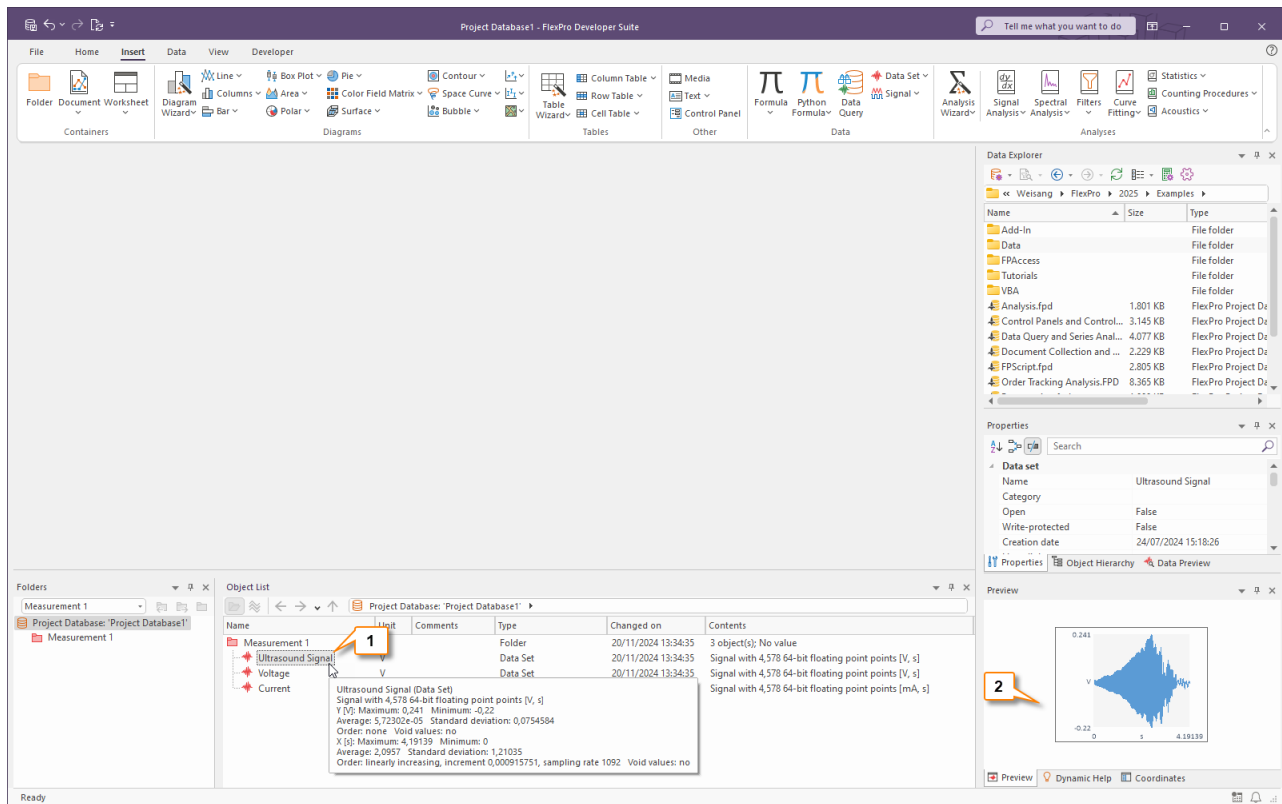 Project Database1 - FlexPro Developer Suite
Tell me what you want to do
File Home Insert Data View Developer
Folder Document Worksheet
Containers
Diagram Wizard
Line Box Plot Pie Contour
Columns Area Color Field Matrix Space Curve
Bar Polar Surface Bubble
Diagrams
Table Wizard
Column Table
Row Table
Cell Table
Tables
Media
Text
Control Panel
Other
Formula
Python Formula
Data Query
Data Set
Signal
Data
Analysis Wizard
Signal Analysis
Spectral Analysis
Filters
Curve Fitting
Statistics
Counting Procedures
Acoustics
Analyses
Data Explorer
« Weisang FlexPro 2025 Examples
Name Size Type
Add-In File folder
Data File folder
FPAccess File folder
Tutorials File folder
VBA File folder
Analysis.fpd 1.801 KB FlexPro Project Da
Control Panels and Control... 3.145 KB FlexPro Project Da
Data Query and Series Anal... 4.077 KB FlexPro Project Da
Document Collection and ... 2.229 KB FlexPro Project Da
FPScript.fpd 2.805 KB FlexPro Project Da
Order Tracking Analysis.FPD 8.365 KB FlexPro Project Da
Properties
Search
Data set
Name Ultrasound Signal
Category
Open False
Write-protected False
Creation date 24/07/2024 15:18:26
Properties Object Hierarchy Data Preview
Folders
Measurement 1
Project Database: 'Project Database1'
Measurement 1
Object List
Project Database: 'Project Database1'
Name Unit Comments Type Changed on Contents
Measurement 1 Folder 20/11/2024 13:34:35 3 object(s); No value
Ultrasound Signal V Data Set 20/11/2024 13:34:35 Signal with 4,578 64-bit floating point points [V, s]
Voltage V Data Set 20/11/2024 13:34:35 Signal with 4,578 64-bit floating point points [V, s]
Current Signal with 4,578 64-bit floating point points [mA, s]
1
Ultrasound Signal (Data Set)
Signal with 4,578 64-bit floating point points [V, s]
Y [V]: Maximum: 0,241 Minimum: -0,22
Average: 5,72302e-05 Standard deviation: 0,0754584
Order: none Void values: no
X [s]: Maximum: 4,19139 Minimum: 0
Average: 2,0957 Standard deviation: 1,21035
Order: linearly increasing, increment 0,000915751, sampling rate 1092 Void values: no
Preview
2
0.241
V
-0.22
0 s 4.19139
Preview Dynamic Help Coordinates
Ready